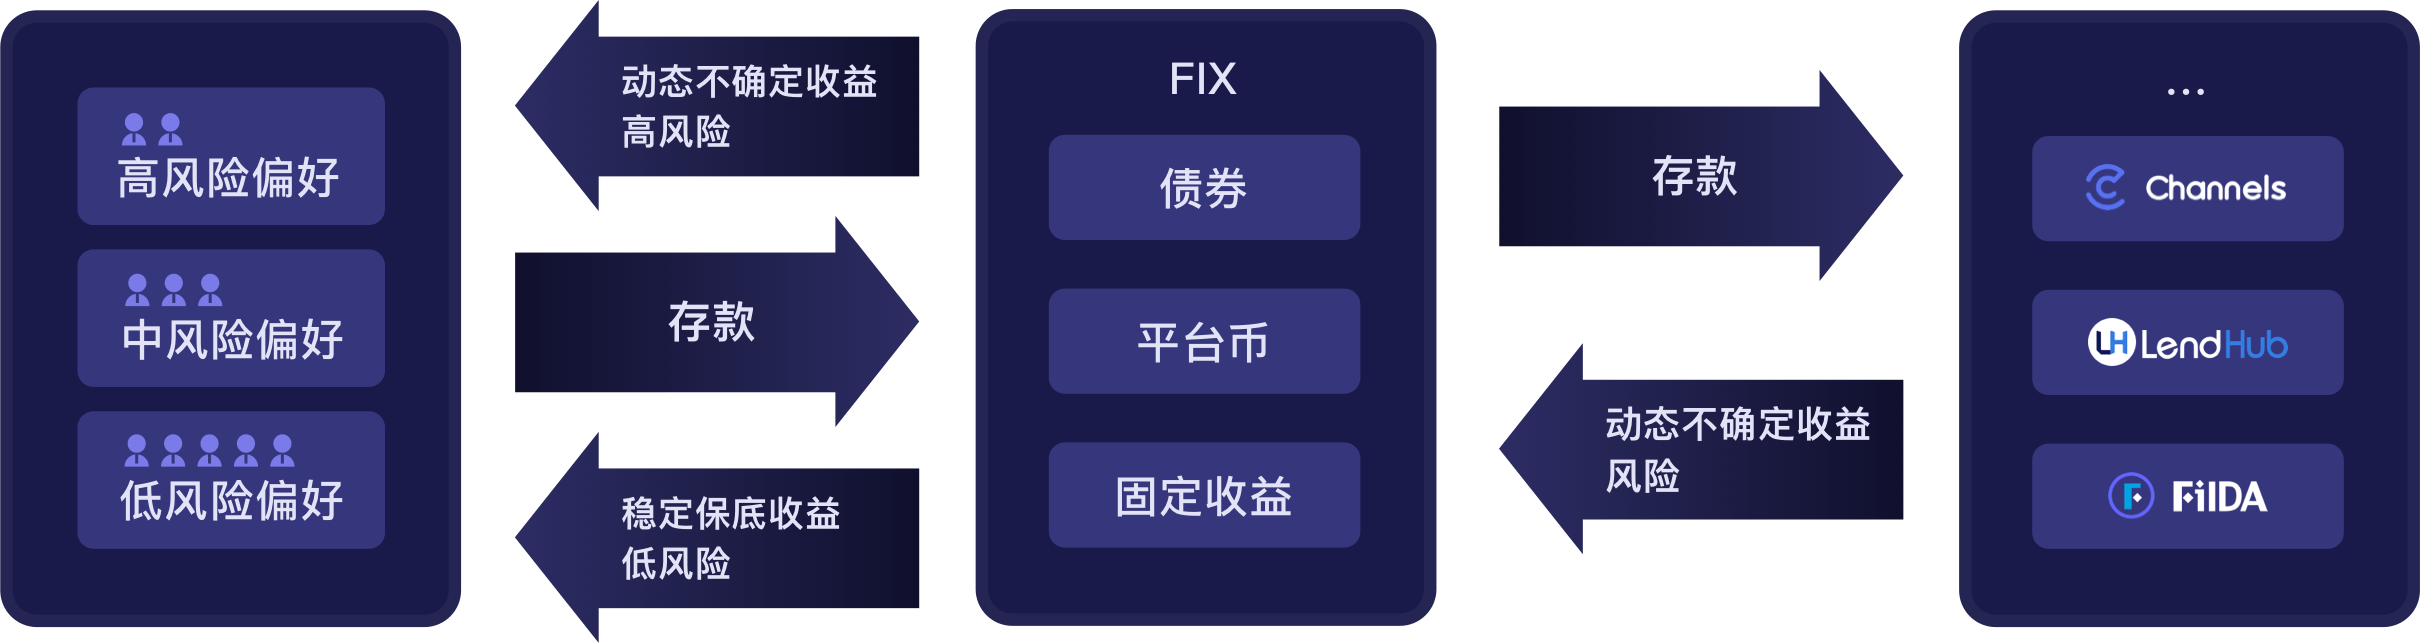 高风险偏好
中风险偏好
低风险偏好
动态不确定收益
高风险
存款
稳定保底收益
低风险
FIX
债券
平台币
固定收益
存款
动态不确定收益
风险
...
Channels
LH LendHub
FilDA